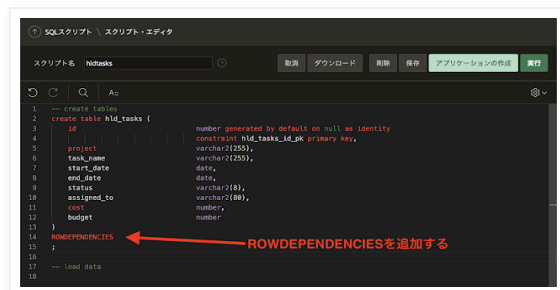 SQLスクリプト \ スクリプト・エディタ
スクリプト名 hldtasks ? 取消 ダウンロード 削除 保存 アプリケーションの作成 実行
A::
1 -- create tables
2 create table hld_tasks (
3 id number generated by default on null as identity
4 constraint hld_tasks_id_pk primary key,
5 project varchar2(255),
6 task_name varchar2(255),
7 start_date date,
8 end_date date,
9 status varchar2(8),
10 assigned_to varchar2(80),
11 cost number,
12 budget number
13 )
14 ROWDEPENDENCIES ROWDEPENDENCIESを追加する
15 ;
16
17 -- load data
18